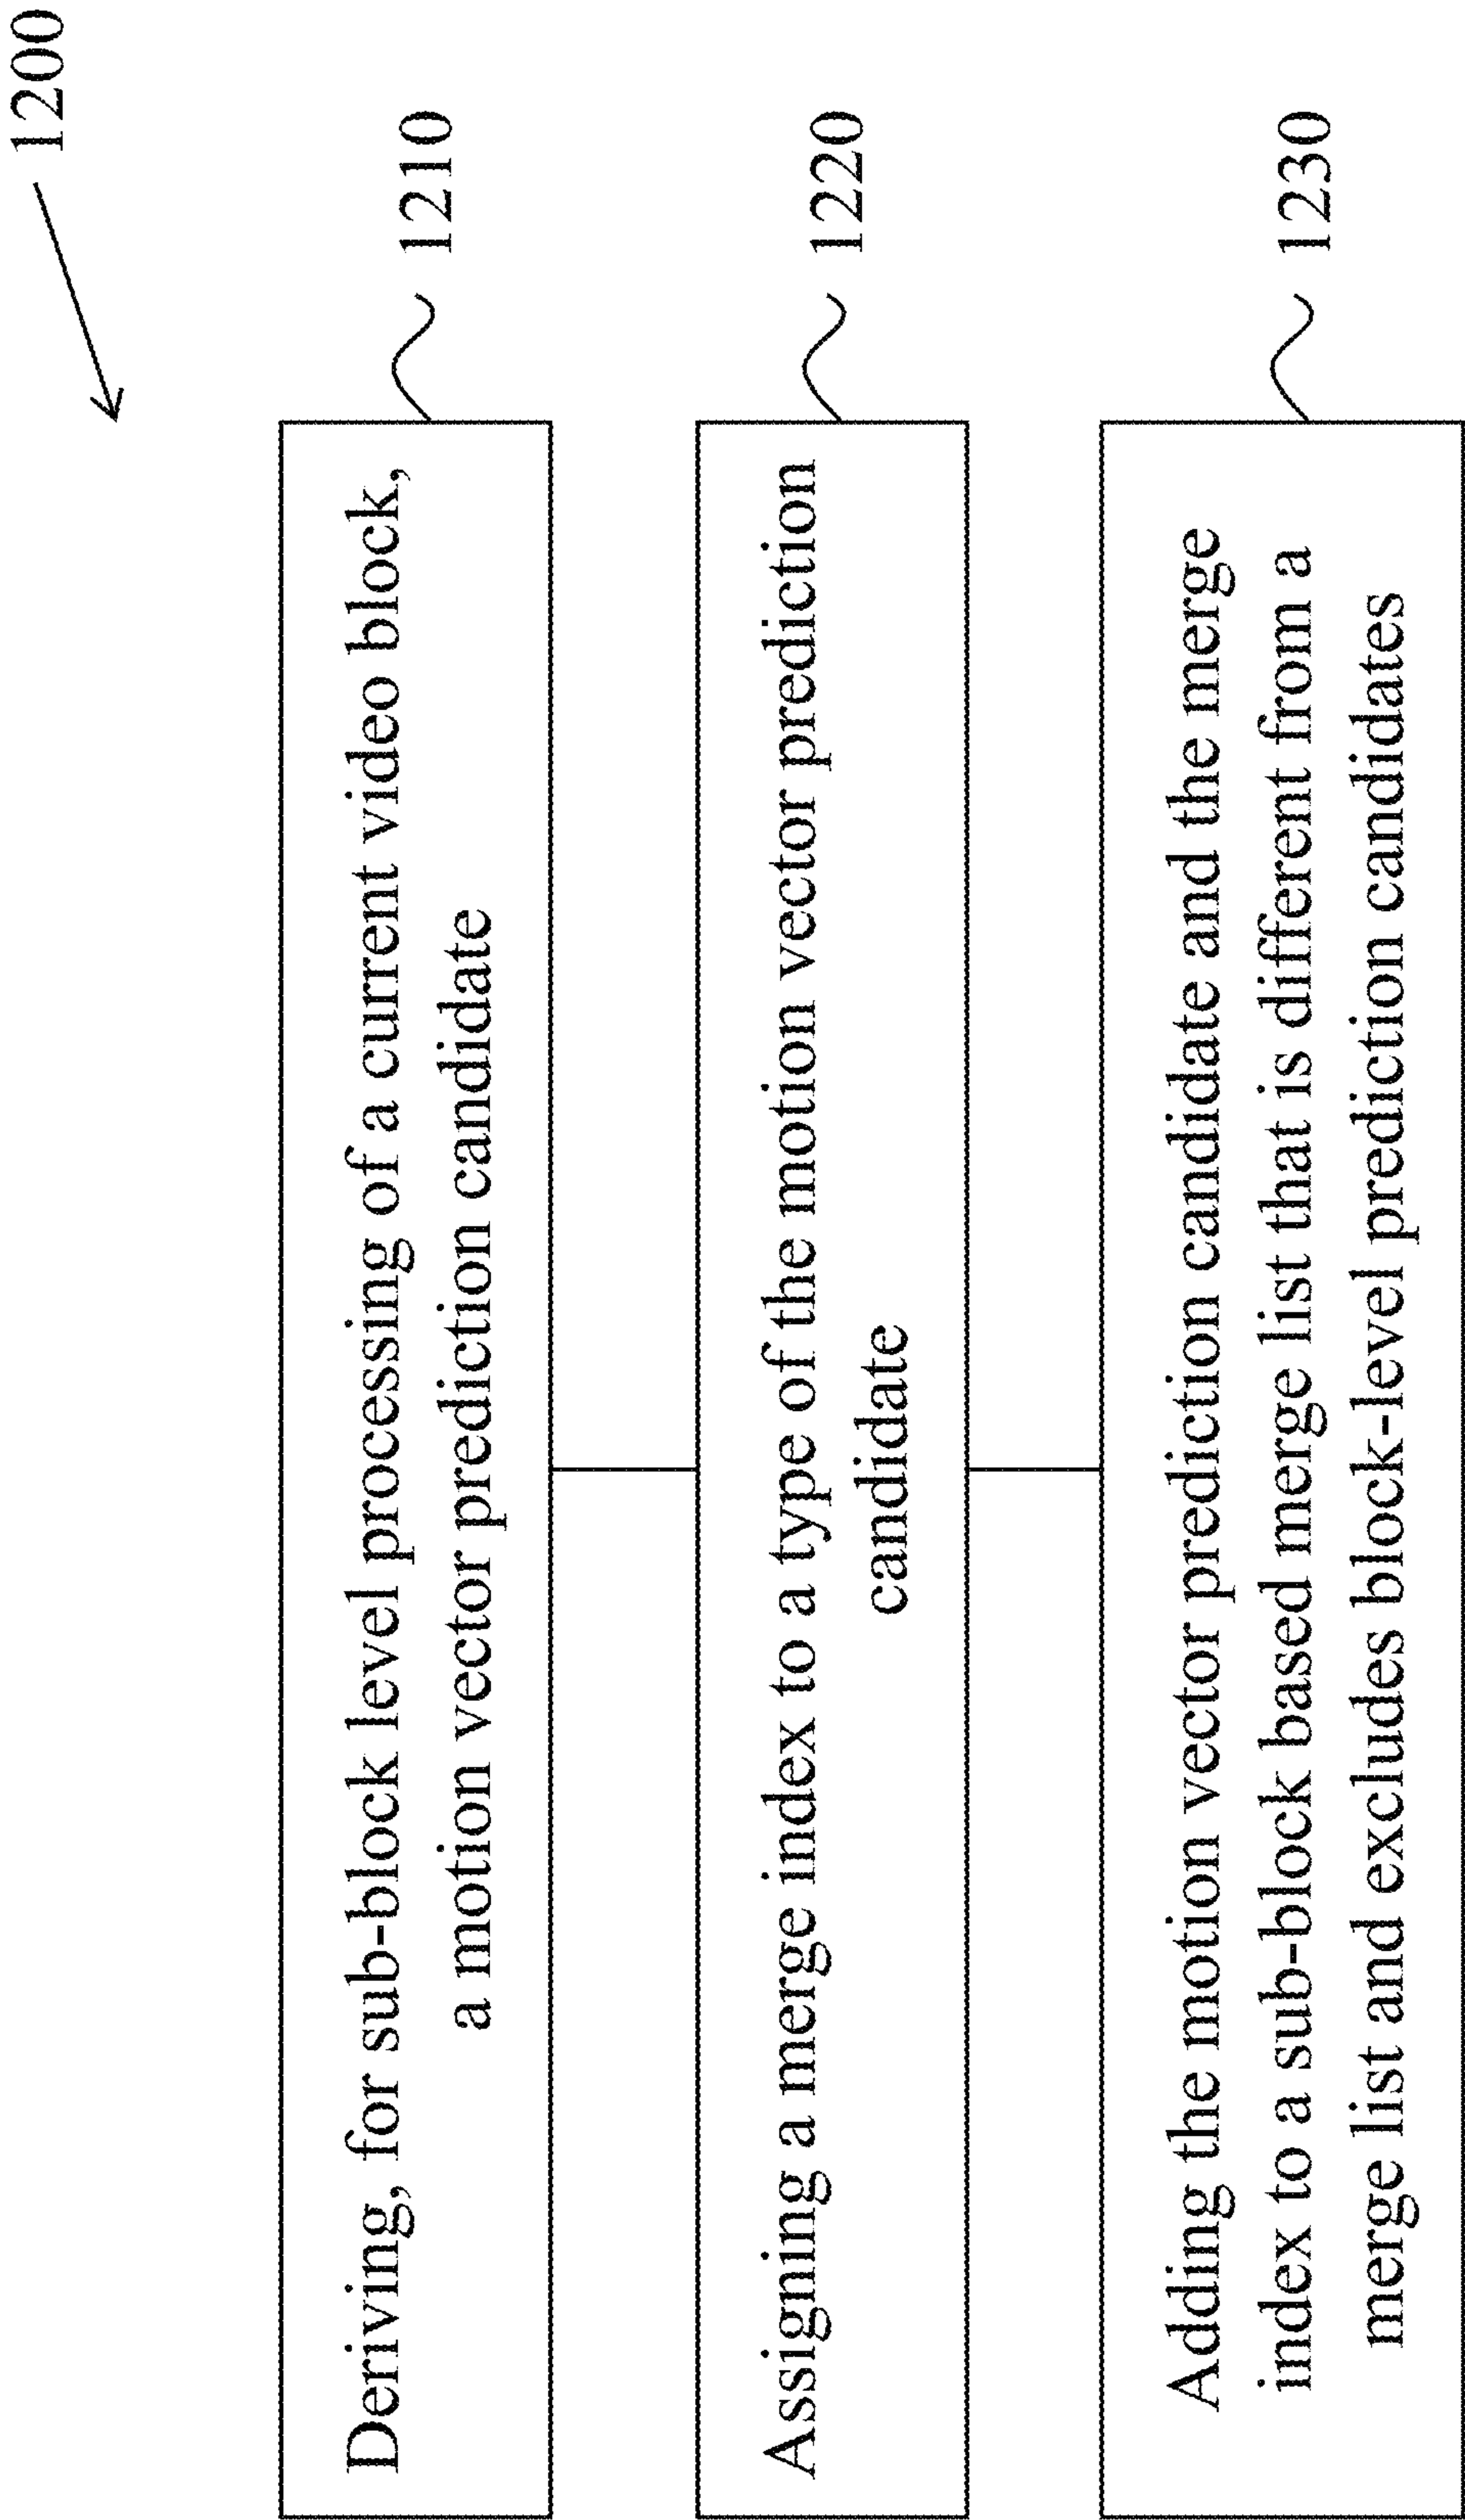 1200
Deriving, for sub-block level processing of a current video block,
a motion vector prediction candidate
1210
Assigning a merge index to a type of the motion vector prediction
candidate
1220
Adding the motion vector prediction candidate and the merge
index to a sub-block based merge list that is different from a
merge list and excludes block-level prediction candidates
1230